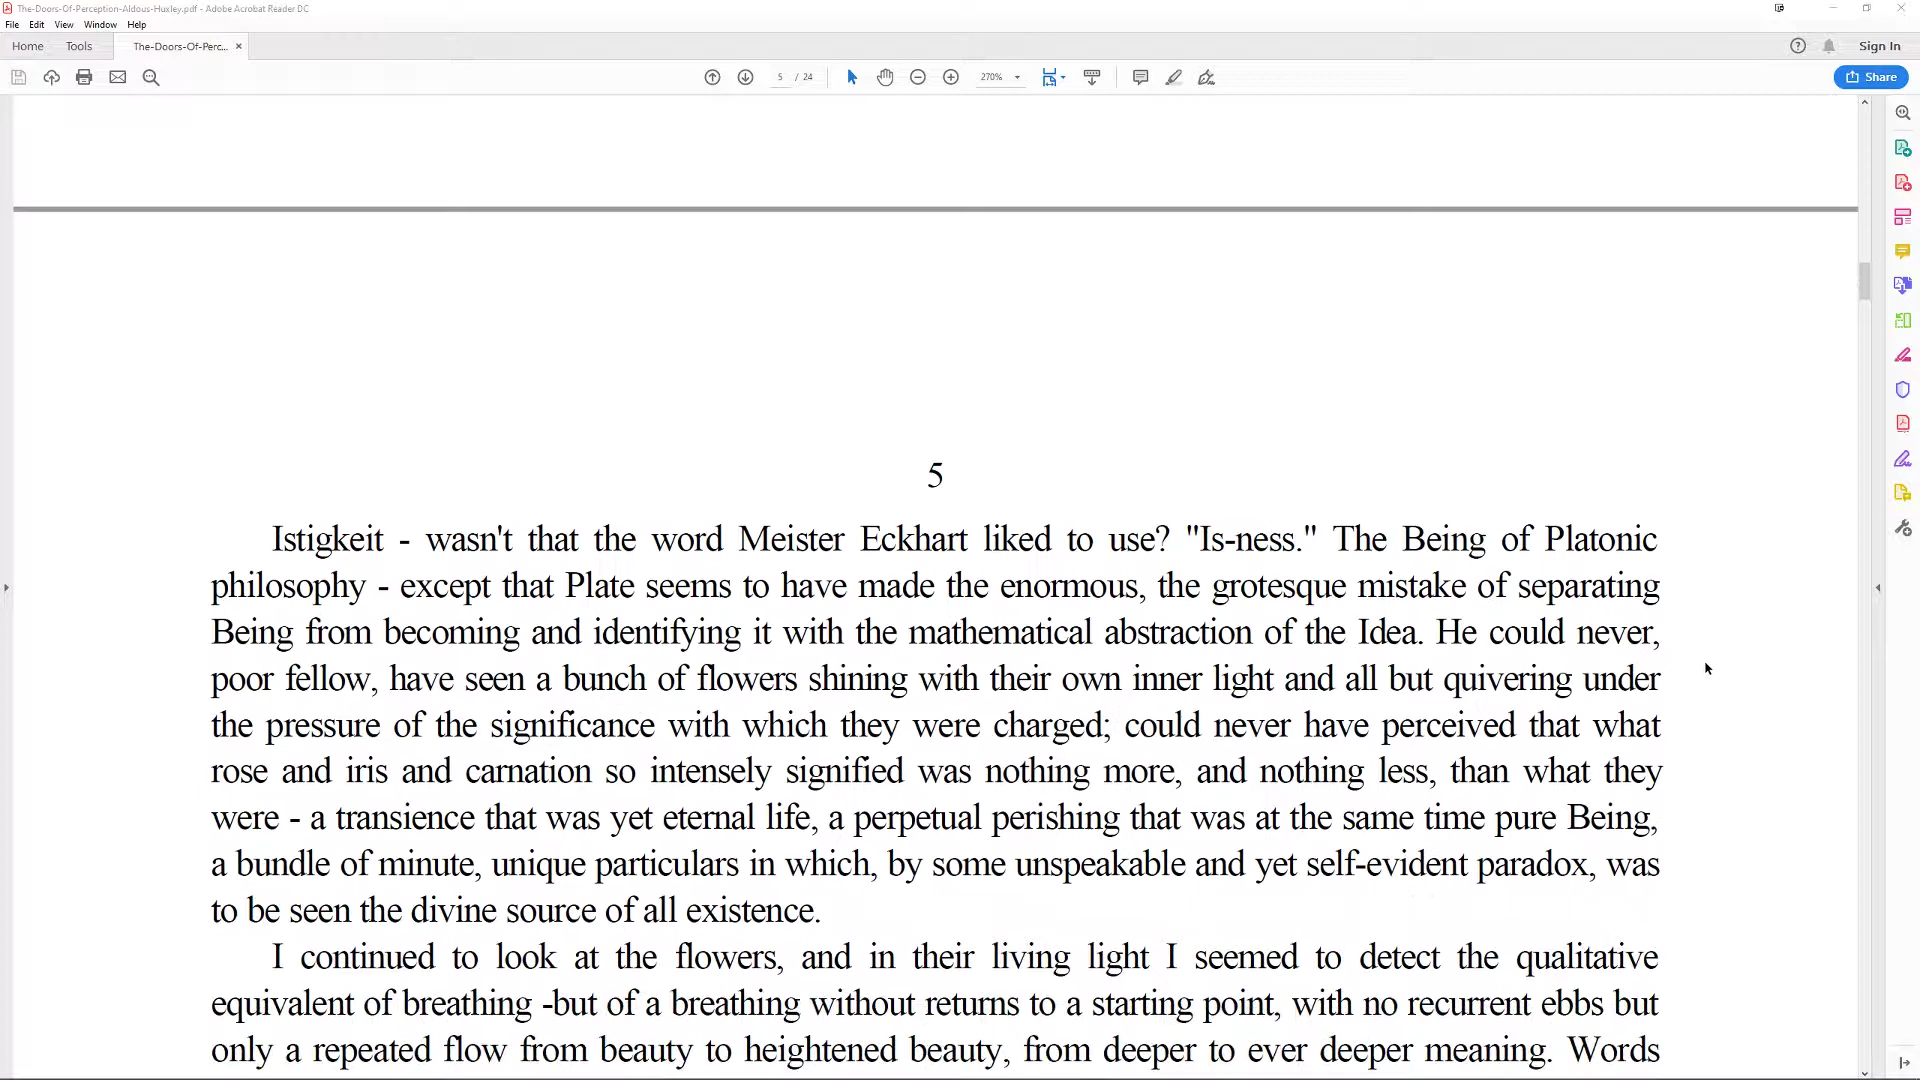 The-Doors-Of-Perception-Aldous-Huxley.pdf - Adobe Acrobat Reader DC
File Edit View Window Help
Home Tools The-Doors-Of-Perc... × Sign In
5 / 24 270% Share
5
Istigkeit - wasn't that the word Meister Eckhart liked to use? "Is-ness." The Being of Platonic
philosophy - except that Plate seems to have made the enormous, the grotesque mistake of separating
Being from becoming and identifying it with the mathematical abstraction of the Idea. He could never,
poor fellow, have seen a bunch of flowers shining with their own inner light and all but quivering under
the pressure of the significance with which they were charged; could never have perceived that what
rose and iris and carnation so intensely signified was nothing more, and nothing less, than what they
were - a transience that was yet eternal life, a perpetual perishing that was at the same time pure Being,
a bundle of minute, unique particulars in which, by some unspeakable and yet self-evident paradox, was
to be seen the divine source of all existence.
I continued to look at the flowers, and in their living light I seemed to detect the qualitative
equivalent of breathing -but of a breathing without returns to a starting point, with no recurrent ebbs but
only a repeated flow from beauty to heightened beauty, from deeper to ever deeper meaning. Words